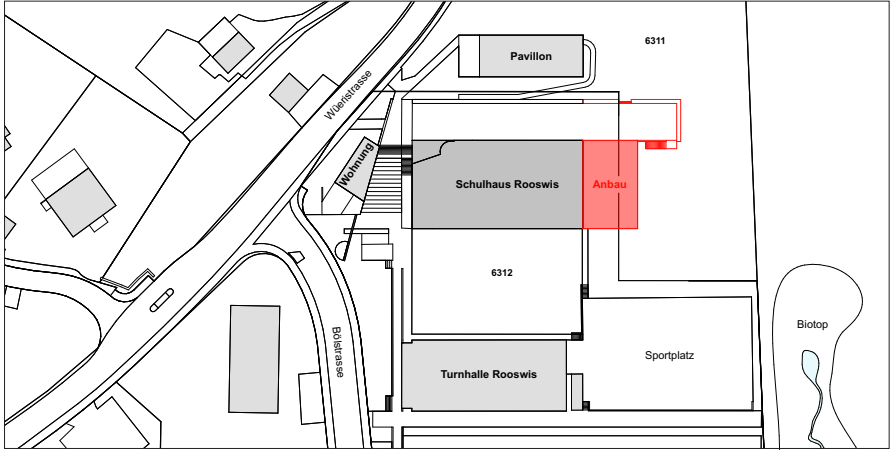 6311
Pavillon
Wüeristrasse
Wohnung
Schulhaus Rooswis
Anbau
6312
Biotop
Bölstrasse
Sportplatz
Turnhalle Rooswis